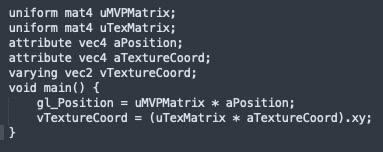 uniform mat4 uMVPMatrix;
uniform mat4 uTexMatrix;
attribute vec4 aPosition;
attribute vec4 aTextureCoord;
varying vec2 vTextureCoord;
void main() {
    gl_Position = uMVPMatrix * aPosition;
    vTextureCoord = (uTexMatrix * aTextureCoord).xy;
}